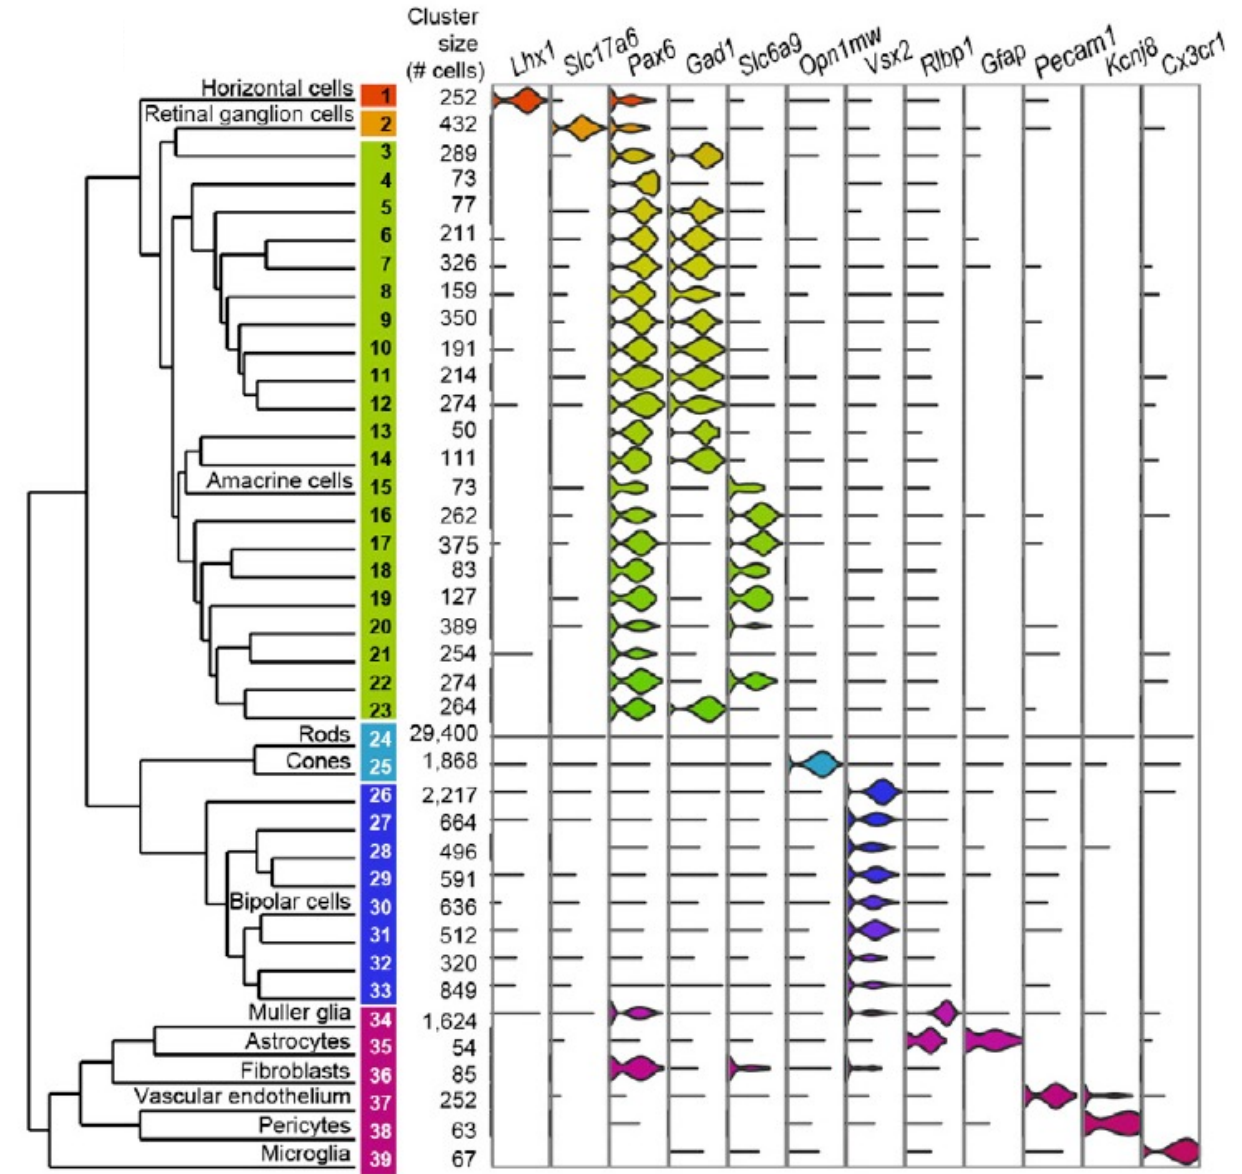 Cluster
size
(# cells)
Lhx1 Slc17a6 Pax6 Gad1 Slc6a9 Opn1mw Vsx2 Rlbp1 Gfap Pecam1 Kcnj8 Cx3cr1
Horizontal cells 1 252
Retinal ganglion cells 2 432
3 289
4 73
5 77
6 211
7 326
8 159
9 350
10 191
11 214
12 274
13 50
14 111
Amacrine cells 15 73
16 262
17 375
18 83
19 127
20 389
21 254
22 274
23 264
Rods 24 29,400
Cones 25 1,868
26 2,217
27 664
28 496
29 591
Bipolar cells 30 636
31 512
32 320
33 849
Muller glia 34 1,624
Astrocytes 35 54
Fibroblasts 36 85
Vascular endothelium 37 252
Pericytes 38 63
Microglia 39 67